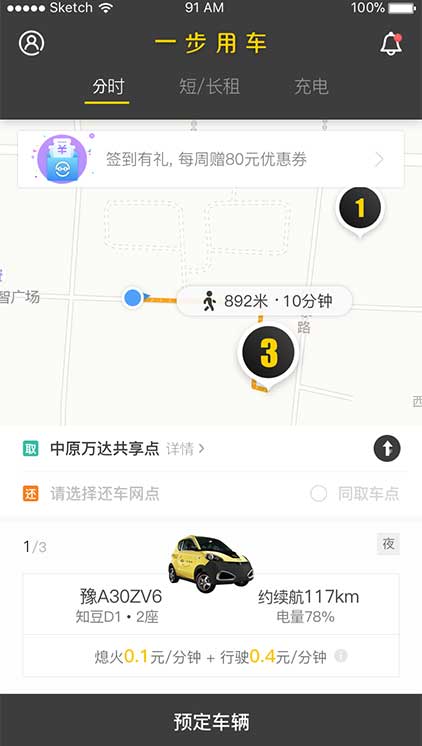 Sketch 91 AM 100%
一步用车
分时 短/长租 充电
签到有礼, 每周赠80元优惠券
1
智广场
892米 · 10分钟
路
3
西
取 中原万达共享点 详情
还 请选择还车网点 同取车点
1/3 夜
豫A30ZV6 约续航117km
知豆D1 • 2座 电量78%
熄火0.1元/分钟 + 行驶0.4元/分钟
预定车辆